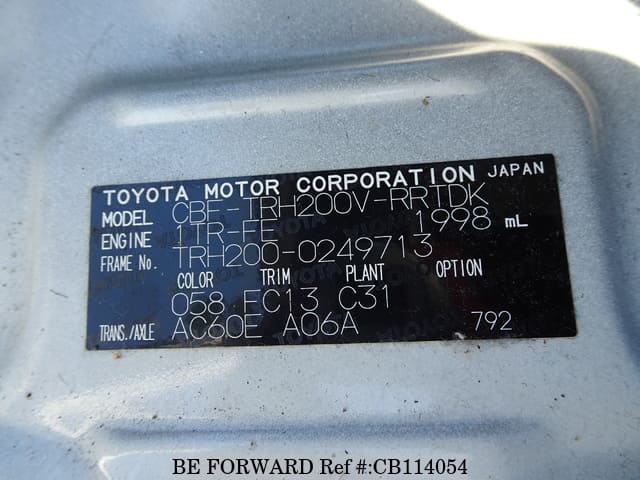 TOYOTA MOTOR CORPORATION JAPAN
MODEL CBF-TRH200V-RRTDK
ENGINE 1TR-FE 1998 mL
FRAME No. TRH200-0249713
COLOR TRIM PLANT OPTION
058 FC13 C31
TRANS./AXLE AC60E A06A 792
BE FORWARD Ref #:CB114054